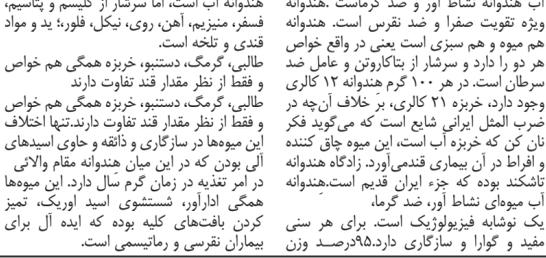 آب هندوانه نشاط آور و ضد گرماست .هندوانه
ویژه تقویت صفرا و ضد نقرس است. هندوانه
هم میوه و هم سبزی است یعنی در واقع خواص
هر دو را دارد و سرشار از بتاکاروتن و عامل ضد
سرطان است. در هر ۱۰۰ گرم هندوانه ۱۲ کالری
وجود دارد، خربزه ۲۱ کالری، بر خلاف آن‌چه در
ضرب المثل ایرانی شایع است که می‌گوید فکر
نان کن که خربزه آب است، این میوه چاق کننده
و افراط در آن بیماری قندمی‌آورد. زادگاه هندوانه
تاشکند بوده که جزء ایران قدیم است.هندوانه
آب میوه‌ای نشاط آور، ضد گرما،
یک نوشابه فیزیولوژیک است. برای هر سنی
مفید و گوارا و سازگاری دارد.۹۵درصــد وزن
هندوانه آب است، اما سرشار از کلیسم و پتاسیم،
فسفر، منیزیم، آهن، روی، نیکل، فلور،؛ ید و مواد
قندی و تلخه است.
طالبی، گرمگ، دستنبو، خربزه همگی هم خواص
و فقط از نظر مقدار قند تفاوت دارند
طالبی، گرمگ، دستنبو، خربزه همگی هم خواص
و فقط از نظر مقدار قند تفاوت دارند.تنها اختلاف
این میوه‌ها در سازگاری و ذائقه و حاوی اسیدهای
آلی بودن که در این میان هندوانه مقام والائی
در امر تغذیه در زمان گرم سال دارد. این میوه‌ها
همگی ادارآور، شستشوی اسید اوریک، تمیز
کردن بافت‌های کلیه بوده که ایده آل برای
بیماران نقرسی و رماتیسمی است.